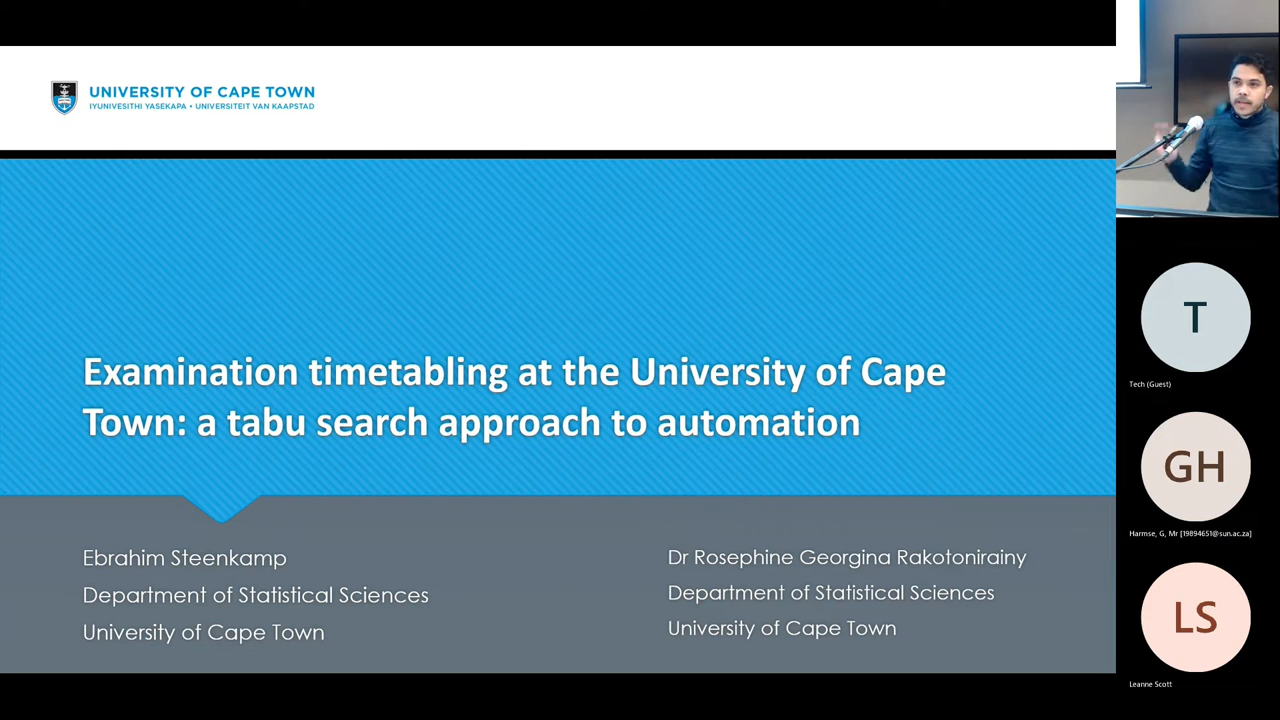 UNIVERSITY OF CAPE TOWN
IYUNIVESITHI YASEKAPA • UNIVERSITEIT VAN KAAPSTAD
Examination timetabling at the University of Cape
Town: a tabu search approach to automation
Ebrahim Steenkamp
Department of Statistical Sciences
University of Cape Town
Dr Rosephine Georgina Rakotonirainy
Department of Statistical Sciences
University of Cape Town
T
Tech (Guest)
GH
Harmse, G, Mr [19894651@sun.ac.za]
LS
Leanne Scott